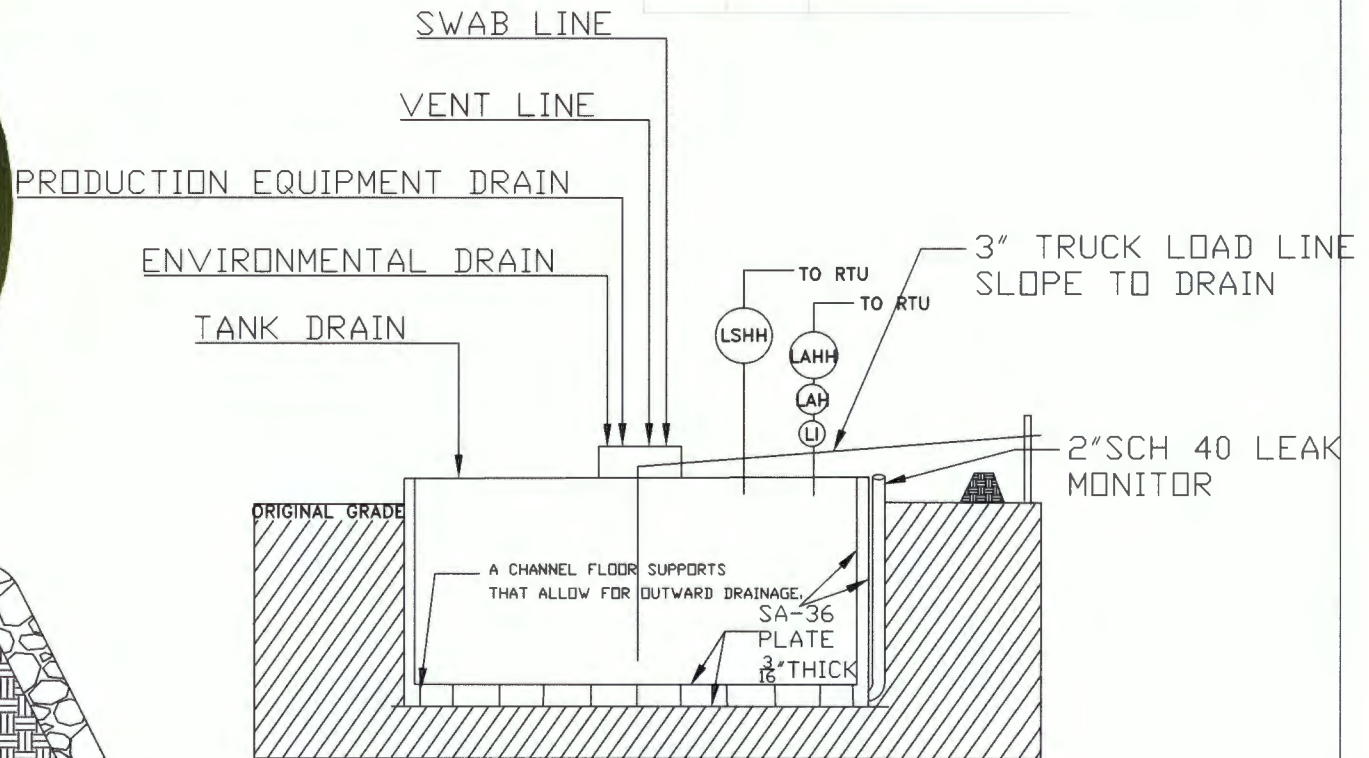 SWAB LINE
VENT LINE
PRODUCTION EQUIPMENT DRAIN
ENVIRONMENTAL DRAIN
TANK DRAIN
TO RTU
TO RTU
3" TRUCK LOAD LINE
SLOPE TO DRAIN
LSHH
LAHH
LAH
LI
2"SCH 40 LEAK
MONITOR
ORIGINAL GRADE
A CHANNEL FLOOR SUPPORTS
THAT ALLOW FOR OUTWARD DRAINAGE.
SA-36
PLATE
3/16"THICK